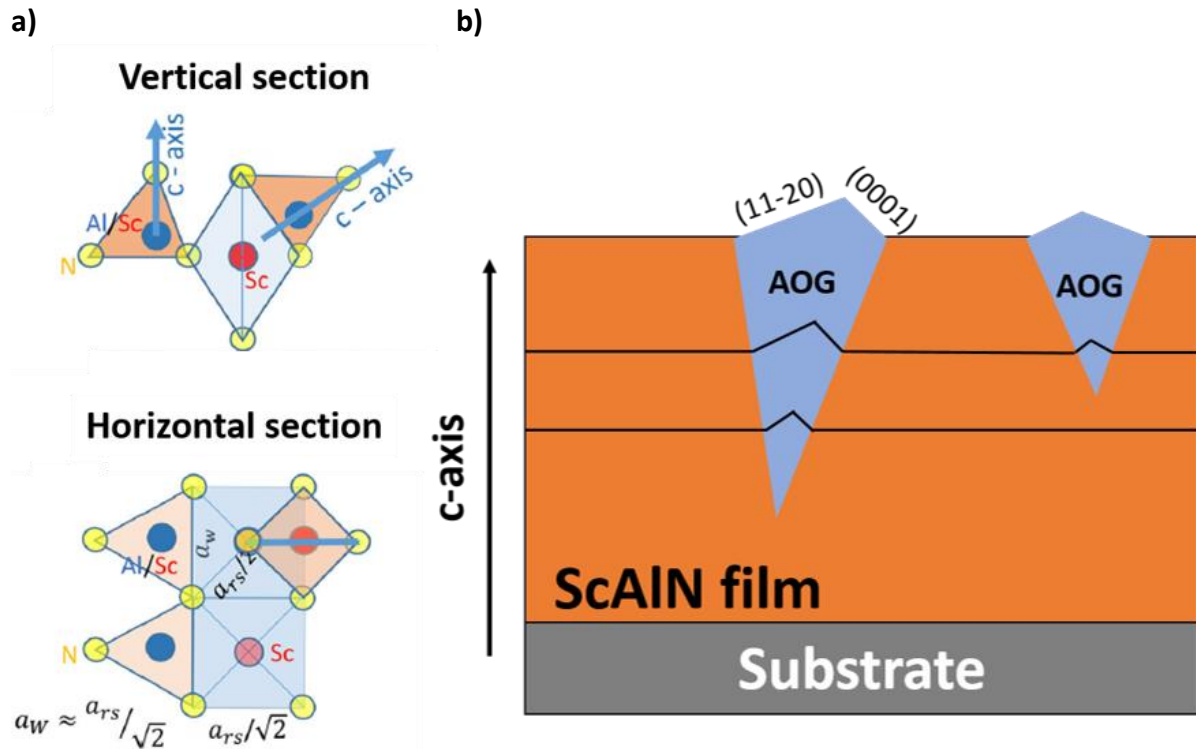 a)
Vertical section
c - axis
c – axis
Al/Sc
N
Sc
Horizontal section
a_w
Al/Sc
a_rs/2
N
Sc
a_W ≈ a_rs/√2
a_rs/√2
b)
(11-20)
(0001)
AOG
AOG
c-axis
ScAlN film
Substrate